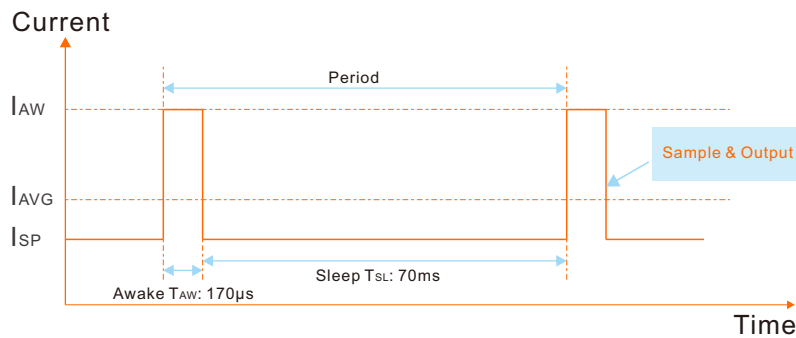 Current
Period
IAW
Sample & Output
IAVG
ISP
Sleep TSL: 70ms
Awake TAW: 170μs
Time